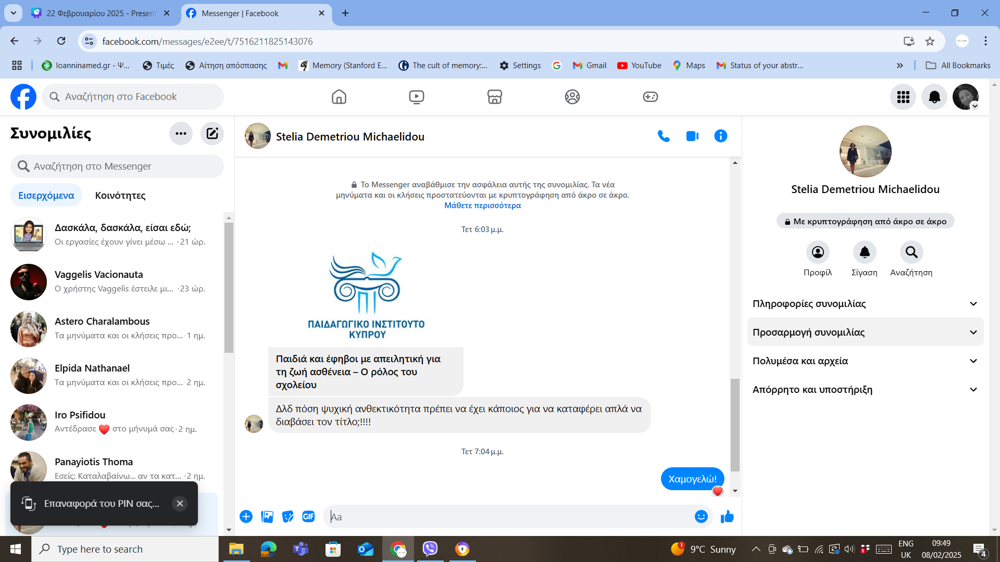 22 Φεβρουαρίου 2025 - Presen
Messenger | Facebook
facebook.com/messages/e2ee/t/7516211825143076
Ioanninamed.gr - Ψ...
Τιμές
Αίτηση απόσπασης
Memory (Stanford E...
The cult of memory:...
Settings
Gmail
YouTube
Maps
Status of your abstr...
All Bookmarks
Αναζήτηση στο Facebook
Συνομιλίες
Αναζήτηση στο Messenger
Εισερχόμενα
Κοινότητες
Δασκάλα, δασκάλα, είσαι εδώ;
Οι εργασίες έχουν γίνει μέσω ... · 21 ώρ.
Vaggelis Vacionauta
Ο χρήστης Vaggelis έστειλε μι... · 23 ώρ.
Astero Charalambous
Τα μηνύματα και οι κλήσεις προ... · 1 ημ.
Elpida Nathanael
Τα μηνύματα και οι κλήσεις προ... · 2 ημ.
Iro Psifidou
Αντέδρασε ❤ στο μήνυμά σας · 2 ημ.
Panayiotis Thoma
Εσείς: Καταλαβαίνω... αν τα κατ... · 2 ημ.
Επαναφορά του PIN σας...
Stelia Demetriou Michaelidou
Το Messenger αναβάθμισε την ασφάλεια αυτής της συνομιλίας. Τα νέα
μηνύματα και οι κλήσεις προστατεύονται με κρυπτογράφηση από άκρο σε άκρο.
Μάθετε περισσότερα
Τετ 6:03 μ.μ.
ΠΑΙΔΑΓΩΓΙΚΟ ΙΝΣΤΙΤΟΥΤΟ
ΚΥΠΡΟΥ
Παιδιά και έφηβοι με απειλητική για
τη ζωή ασθένεια – Ο ρόλος του
σχολείου
Δλδ πόση ψυχική ανθεκτικότητα πρέπει να έχει κάποιος για να καταφέρει απλά να
διαβάσει τον τίτλο;!!!!
Τετ 7:04 μ.μ.
Χαμογελώ!
GIF
Aa
Stelia Demetriou Michaelidou
Με κρυπτογράφηση από άκρο σε άκρο
Προφίλ
Σίγαση
Αναζήτηση
Πληροφορίες συνομιλίας
Προσαρμογή συνομιλίας
Πολυμέσα και αρχεία
Απόρρητο και υποστήριξη
Type here to search
1
9°C Sunny
ENG
UK
09:49
08/02/2025
4